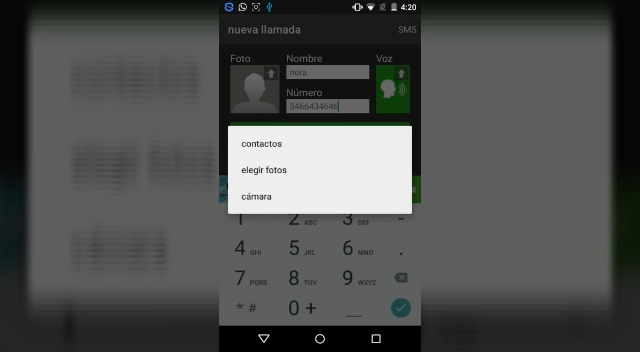 4:20
nueva llamada SMS
Foto Nombre Voz
nora
Número
3466434646
contactos
elegir fotos
cámara
1 2 ABC 3 DEF -
4 GHI 5 JKL 6 MNO .
7 PQRS 8 TUV 9 WXYZ
* # 0 +